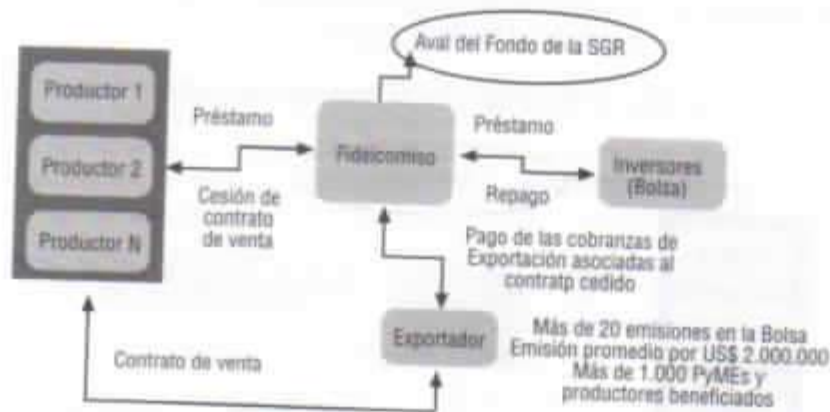 Aval del Fondo de la SGR
Productor 1
Productor 2
Productor N
Préstamo
Cesión de
contrato
de venta
Fideicomiso
Préstamo
Repago
Inversores
(Bolsa)
Pago de las cobranzas de
Exportación asociadas al
contratp cedido
Exportador
Contrato de venta
Más de 20 emisiones en la Bolsa
Emisión promedio por US$ 2.000.000
Más de 1.000 PyMEs y
productores beneficiados